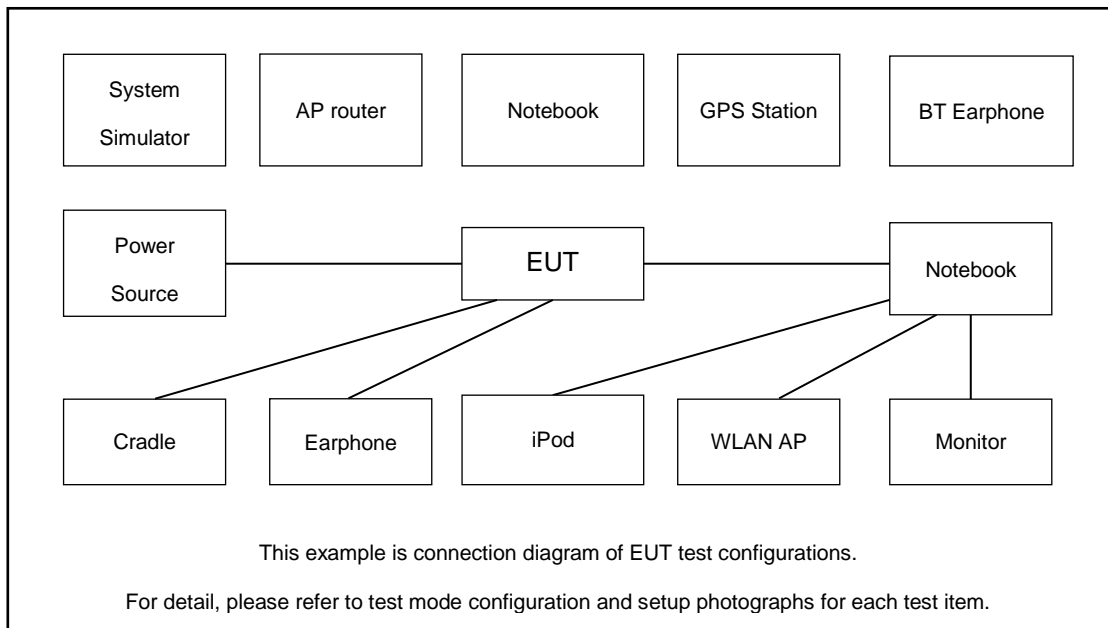 System
Simulator
AP router
Notebook
GPS Station
BT Earphone
Power
Source
EUT
Notebook
Cradle
Earphone
iPod
WLAN AP
Monitor
This example is connection diagram of EUT test configurations.
For detail, please refer to test mode configuration and setup photographs for each test item.